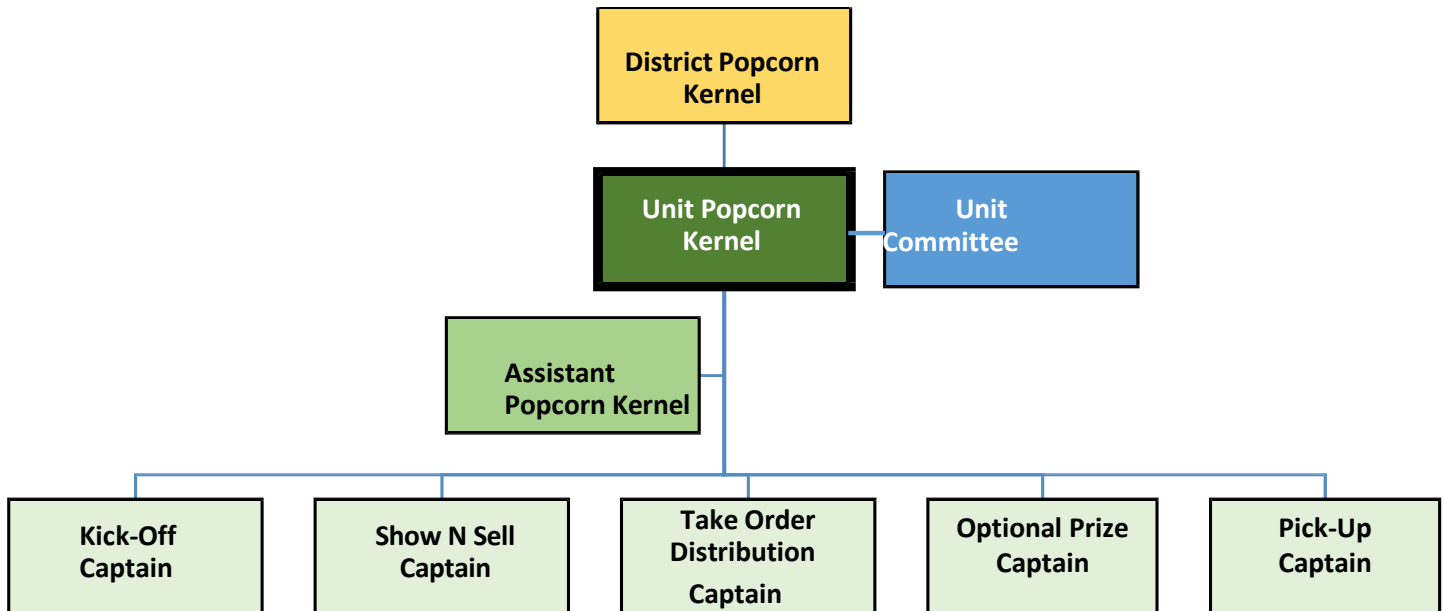 District Popcorn
Kernel
Unit Popcorn
Kernel
Unit
Committee
Assistant
Popcorn Kernel
Kick-Off
Captain
Show N Sell
Captain
Take Order
Distribution
Captain
Optional Prize
Captain
Pick-Up
Captain